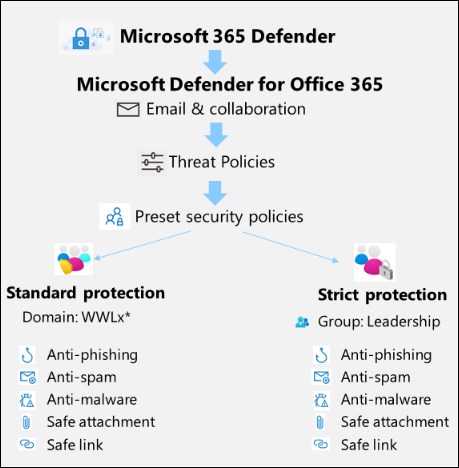 Microsoft 365 Defender
Microsoft Defender for Office 365
Email & collaboration
Threat Policies
Preset security policies
Standard protection
Domain: WWLx*
Anti-phishing
Anti-spam
Anti-malware
Safe attachment
Safe link
Strict protection
Group: Leadership
Anti-phishing
Anti-spam
Anti-malware
Safe attachment
Safe link